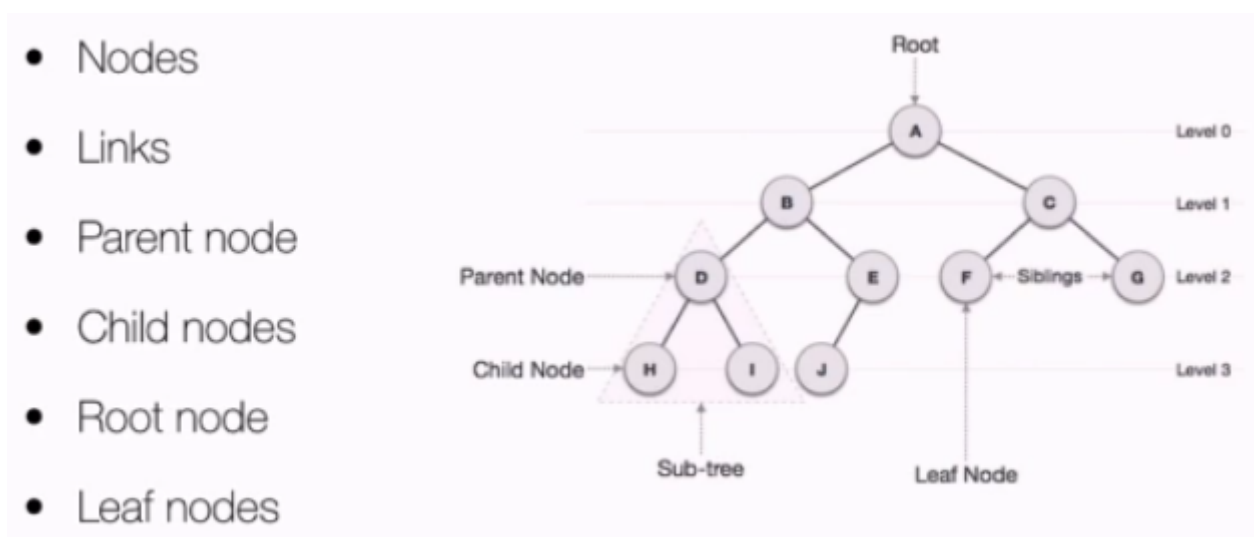 • Nodes
• Links
• Parent node
• Child nodes
• Root node
• Leaf nodes
Root
A
Level 0
B
C
Level 1
Parent Node
D
E
F
Siblings
G
Level 2
Child Node
H
I
J
Level 3
Sub-tree
Leaf Node